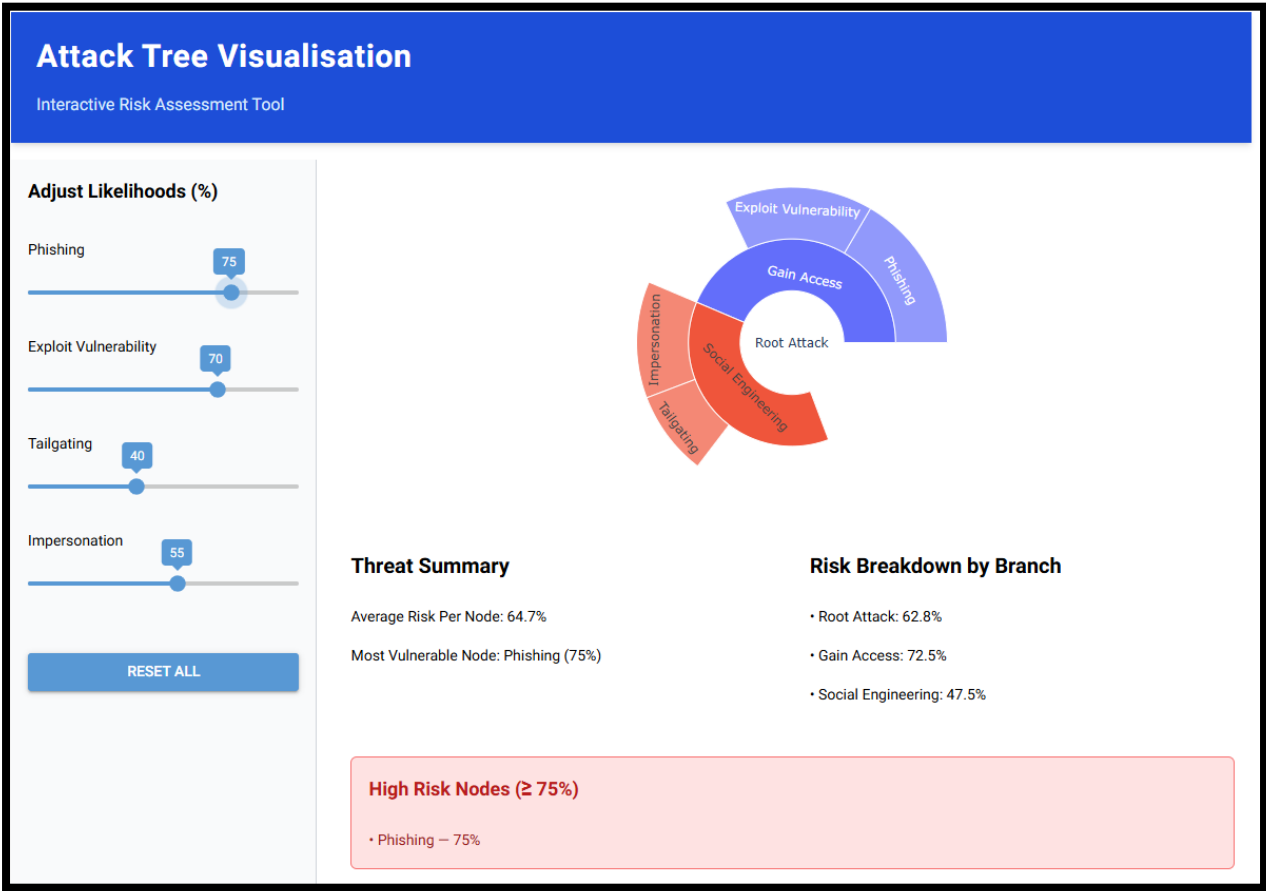 Attack Tree Visualisation
Interactive Risk Assessment Tool
Adjust Likelihoods (%)
Phishing
75
Exploit Vulnerability
70
Tailgating
40
Impersonation
55
RESET ALL
Exploit Vulnerability
Phishing
Gain Access
Impersonation
Root Attack
Social Engineering
Tailgating
Threat Summary
Average Risk Per Node: 64.7%
Most Vulnerable Node: Phishing (75%)
Risk Breakdown by Branch
• Root Attack: 62.8%
• Gain Access: 72.5%
• Social Engineering: 47.5%
High Risk Nodes (≥ 75%)
• Phishing — 75%